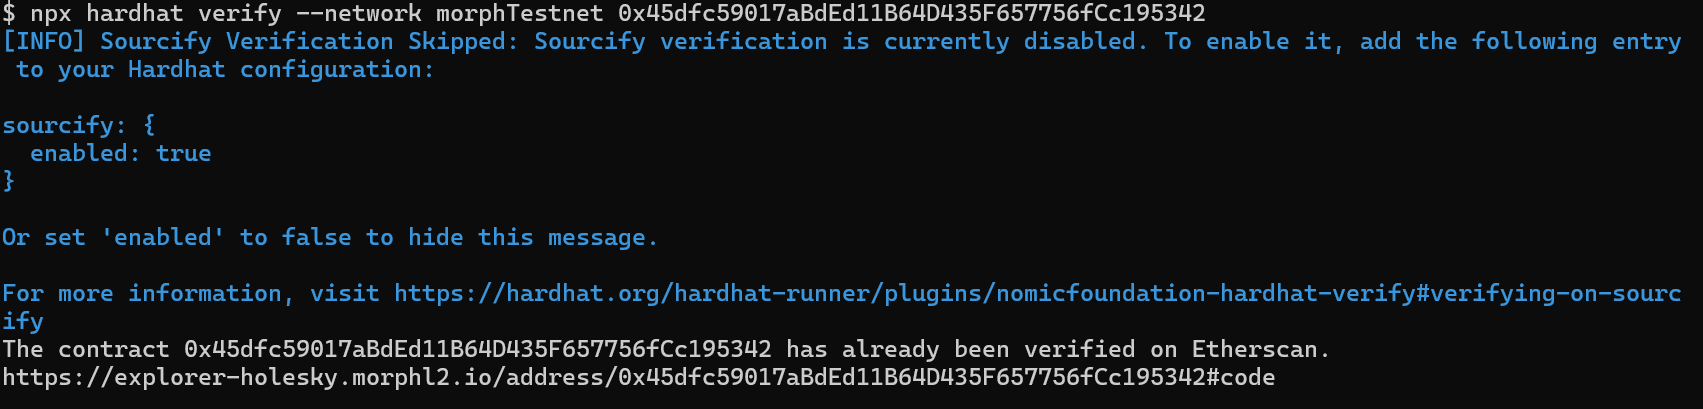 $ npx hardhat verify --network morphTestnet 0x45dfc59017aBdEd11B64D435F657756fCc195342
[INFO] Sourcify Verification Skipped: Sourcify verification is currently disabled. To enable it, add the following entry
 to your Hardhat configuration:
sourcify: {
  enabled: true
}
Or set 'enabled' to false to hide this message.
For more information, visit https://hardhat.org/hardhat-runner/plugins/nomicfoundation-hardhat-verify#verifying-on-sourc
ify
The contract 0x45dfc59017aBdEd11B64D435F657756fCc195342 has already been verified on Etherscan.
https://explorer-holesky.morphl2.io/address/0x45dfc59017aBdEd11B64D435F657756fCc195342#code